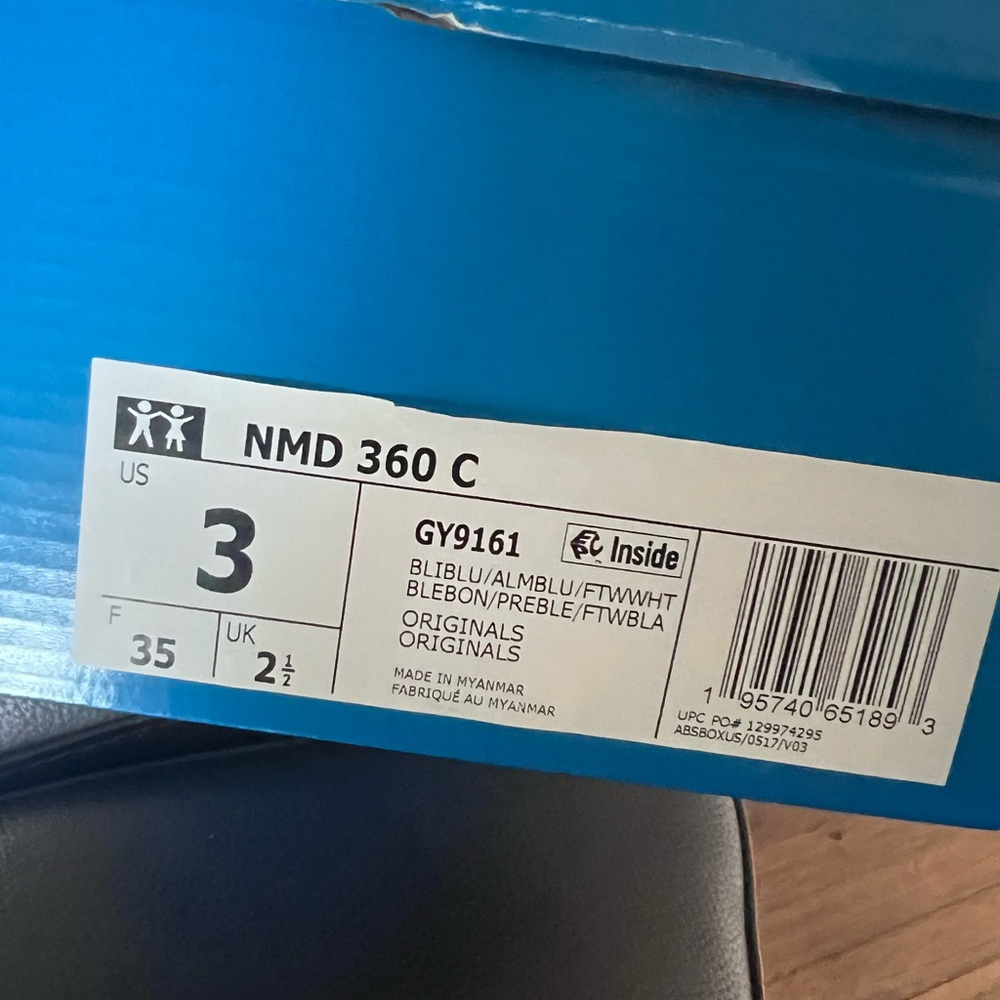 NMD 360 C
US
3
F
35
UK
2 1/2
GY9161
Inside
BLIBLU/ALMBLU/FTWWHT
BLEBON/PREBLE/FTWBLA
ORIGINALS
ORIGINALS
MADE IN MYANMAR
FABRIQUÉ AU MYANMAR
1 95740 65189 3
UPC PO# 129974295
ABSBOXUS/0517/V03